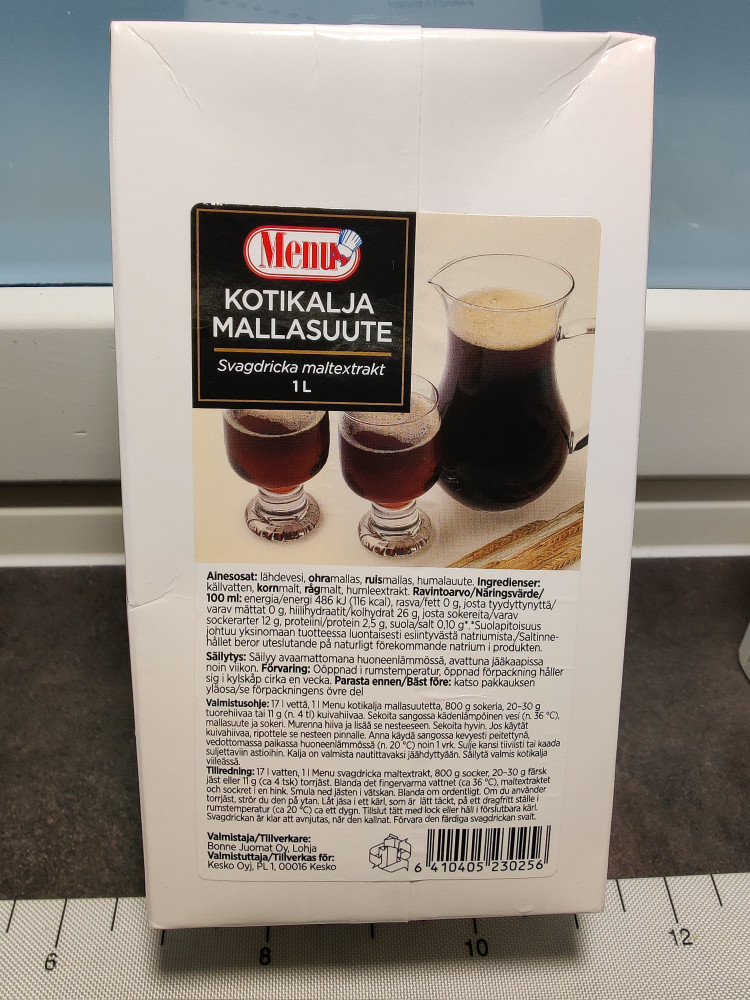 Menu
KOTIKALJA
MALLASUUTE
Svagdricka maltextrakt
1 L
Ainesosat: lähdevesi, ohramallas, ruismallas, humalauute. Ingredienser:
källvatten, kornmalt, rågmalt, humleextrakt. Ravintoarvo/Näringsvärde/
100 ml: energia/energi 486 kJ (116 kcal), rasva/fett 0 g, josta tyydyttynyttä/
varav mättat 0 g, hiilihydraatit/kolhydrat 26 g, josta sokereita/varav
sockerarter 12 g, proteiini/protein 2,5 g, suola/salt 0,10 g*.*Suolapitoisuus
johtuu yksinomaan tuotteessa luontaisesti esiintyvästä natriumista./Saltinne-
hållet beror uteslutande på naturligt förekommande natrium i produkten.
Säilytys: Säilyy avaamattomana huoneenlämmössä, avattuna jääkaapissa
noin viikon. Förvaring: Oöppnad i rumstemperatur, öppnad förpackning håller
sig i kylskåp cirka en vecka. Parasta ennen/Bäst före: katso pakkauksen
yläosa/se förpackningens övre del
Valmistusohje: 17 l vettä, 1 l Menu kotikalja mallasuutetta, 800 g sokeria, 20–30 g
tuorehiivaa tai 11 g (n. 4 tl) kuivahiivaa. Sekoita sangossa kädenlämpöinen vesi (n. 36 °C),
mallasuute ja sokeri. Murenna hiiva ja lisää se nesteeseen. Sekoita hyvin. Jos käytät
kuivahiivaa, ripottele se nesteen pinnalle. Anna käydä sangossa kevyesti peitettynä,
vedottomassa paikassa huoneenlämmössä (n. 20 °C) noin 1 vrk. Sulje kansi tiiviisti tai kaada
suljettaviin astioihin. Kalja on valmista nautittavaksi jäähdyttyään. Säilytä valmis kotikalja
viileässä.
Tillredning: 17 l vatten, 1 l Menu svagdricka maltextrakt, 800 g socker, 20–30 g färsk
jäst eller 11 g (ca 4 tsk) torrjäst. Blanda det fingervarma vattnet (ca 36 °C), maltextraktet
och sockret i en hink. Smula ned jästen i vätskan. Blanda om ordentligt. Om du använder
torrjäst, strör du den på ytan. Låt jäsa i ett kärl, som är lätt täckt, på ett dragfritt ställe i
rumstemperatur (ca 20 °C) ca ett dygn. Tillslut tätt med lock eller häll i förslutbara kärl.
Svagdrickan är klar att avnjutas, när den kallnat. Förvara den färdiga svagdrickan svalt.
Valmistaja/Tillverkare:
Bonne Juomat Oy, Lohja
Valmistuttaja/Tillverkas för:
Kesko Oyj, PL 1, 00016 Kesko
6 410405 230256
6 8 10 12